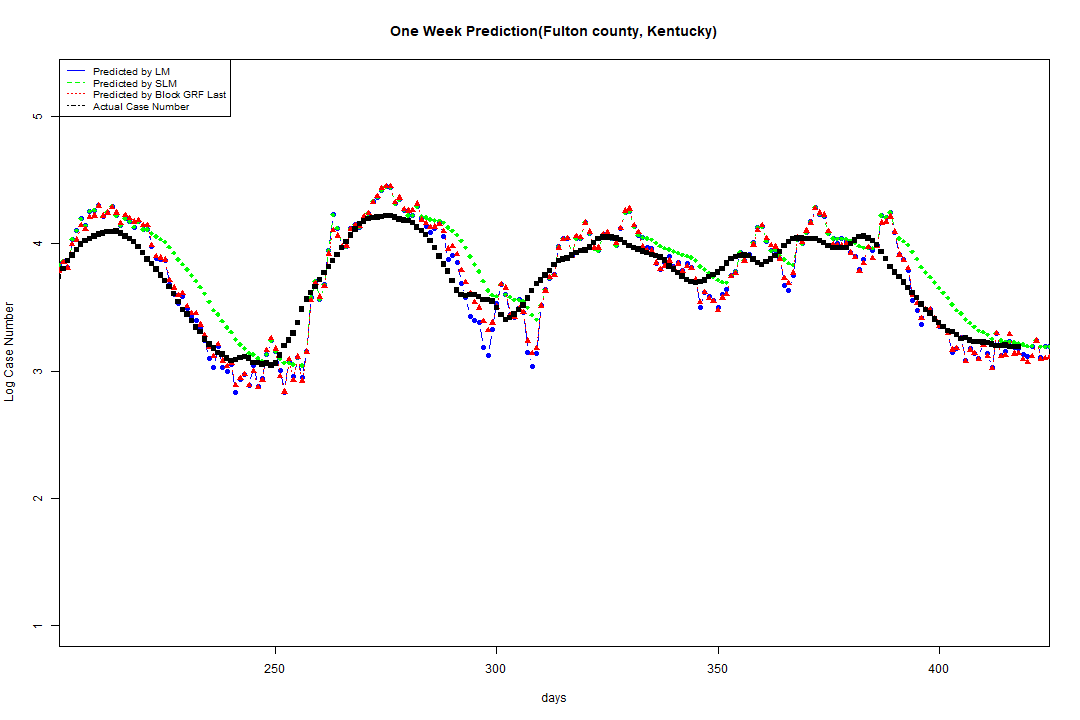 One Week Prediction(Fulton county, Kentucky)
Predicted by LM
Predicted by SLM
Predicted by Block GRF Last
Actual Case Number
5
4
3
2
1
Log Case Number
250 300 350 400
days